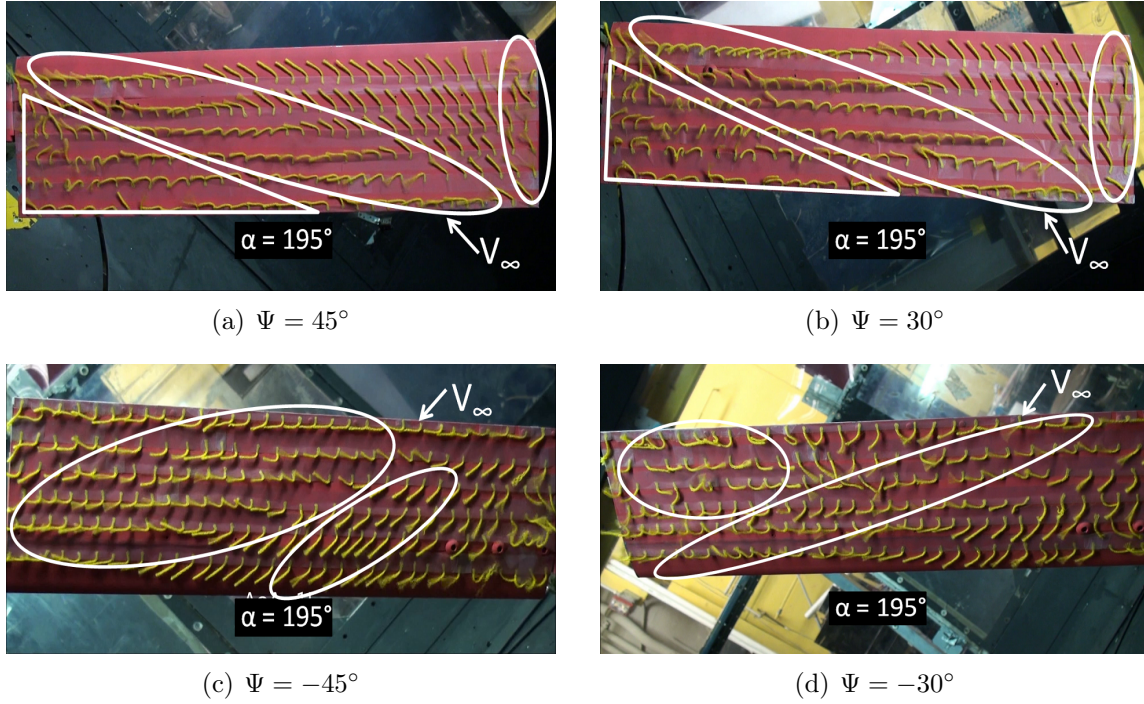 α = 195°
V∞
α = 195°
V∞
(a) Ψ = 45°
(b) Ψ = 30°
V∞
V∞
α = 195°
α = 195°
(c) Ψ = −45°
(d) Ψ = −30°